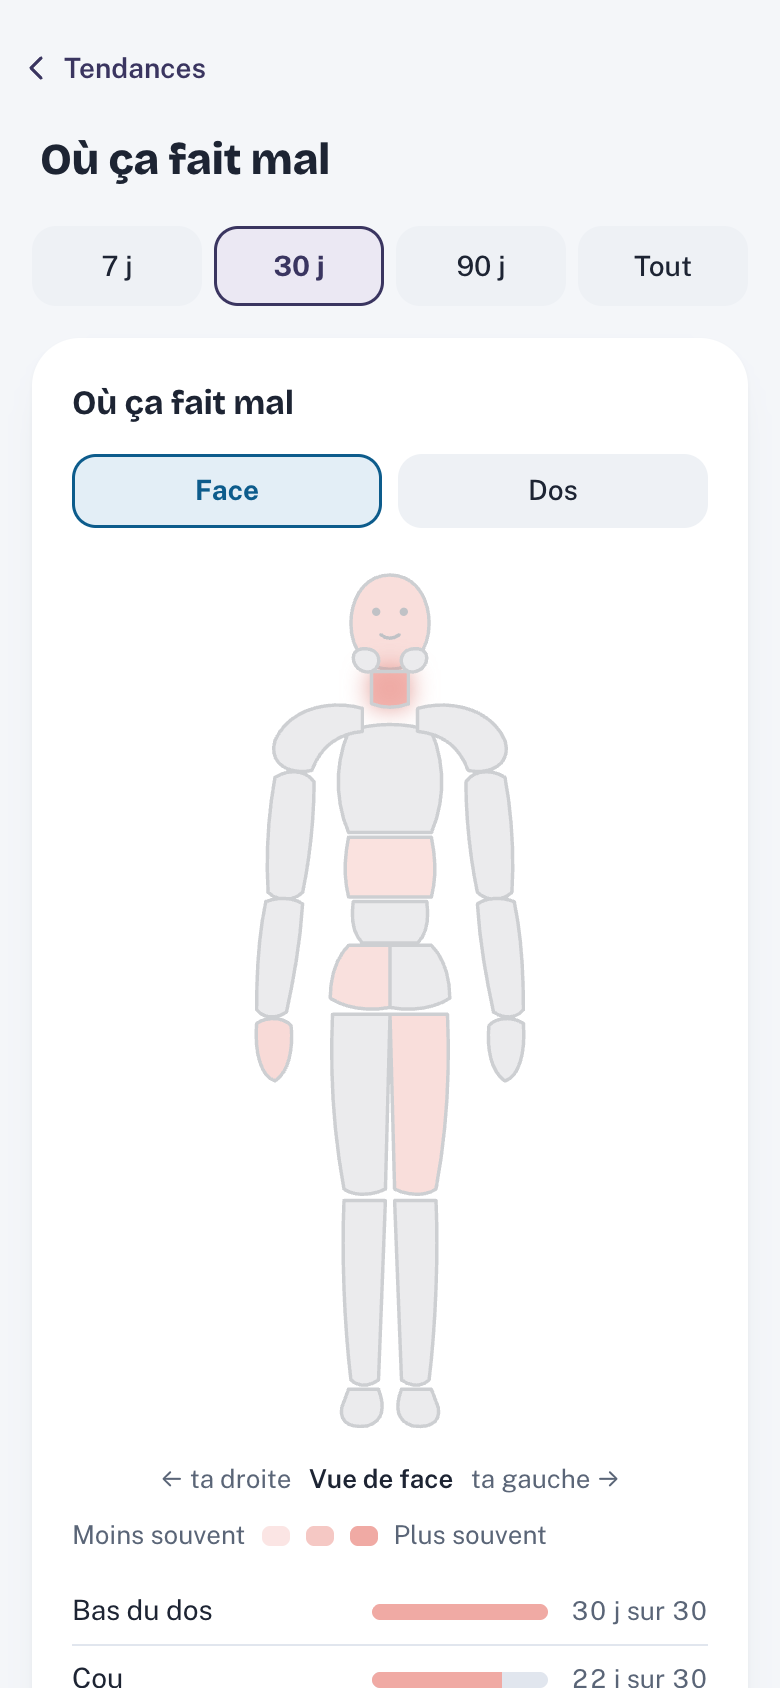 Tendances
Où ça fait mal
7 j 30 j 90 j Tout
Où ça fait mal
Face Dos
← ta droite Vue de face ta gauche →
Moins souvent Plus souvent
Bas du dos 30 j sur 30
Cou 22 j sur 30